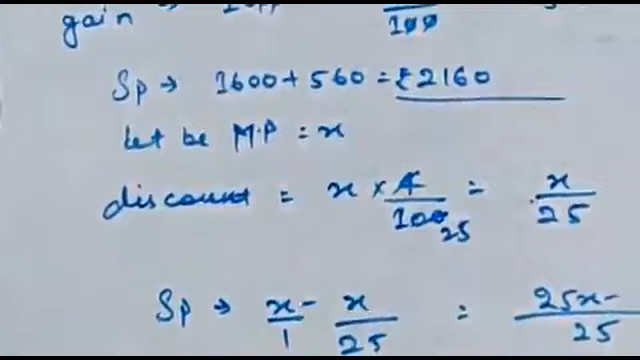 gain → 100
Sp → 1600 + 560 = ₹2160
Let be M.P = x
discount = x × 4/100 25 = x/25
Sp → x/1 - x/25 = 25x-/25